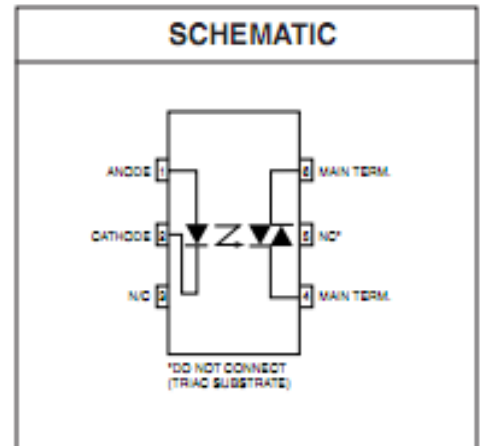 SCHEMATIC
ANODE 1
6 MAIN TERM.
CATHODE 2
5 NC*
N/C 3
4 MAIN TERM.
*DO NOT CONNECT
(TRIAC SUBSTRATE)